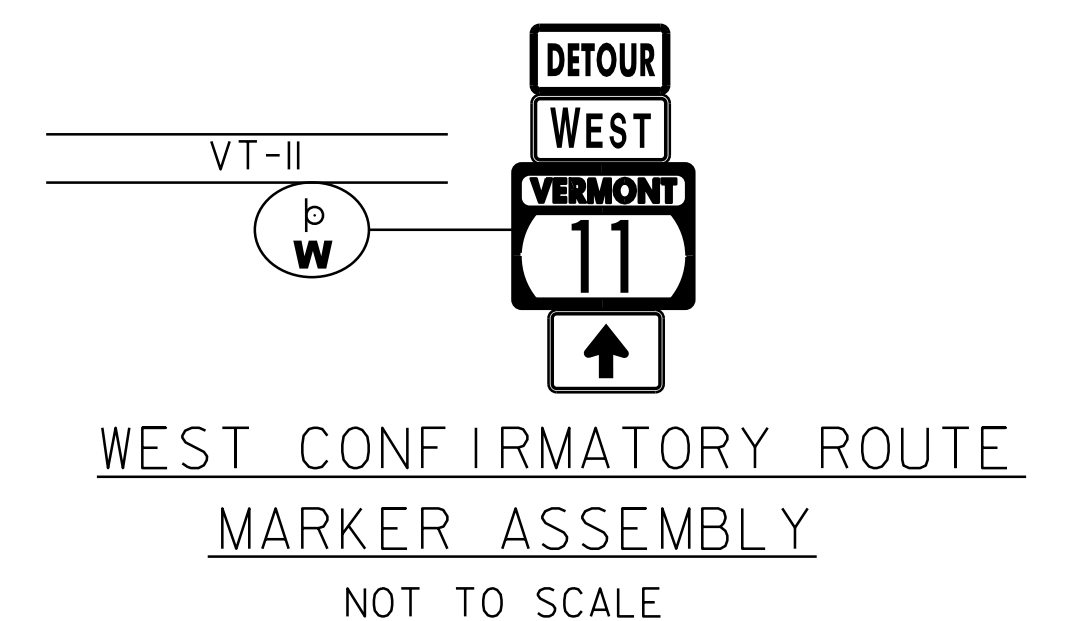 DETOUR
WEST
VT-11
VERMONT
11
W
WEST CONFIRMATORY ROUTE
MARKER ASSEMBLY
NOT TO SCALE